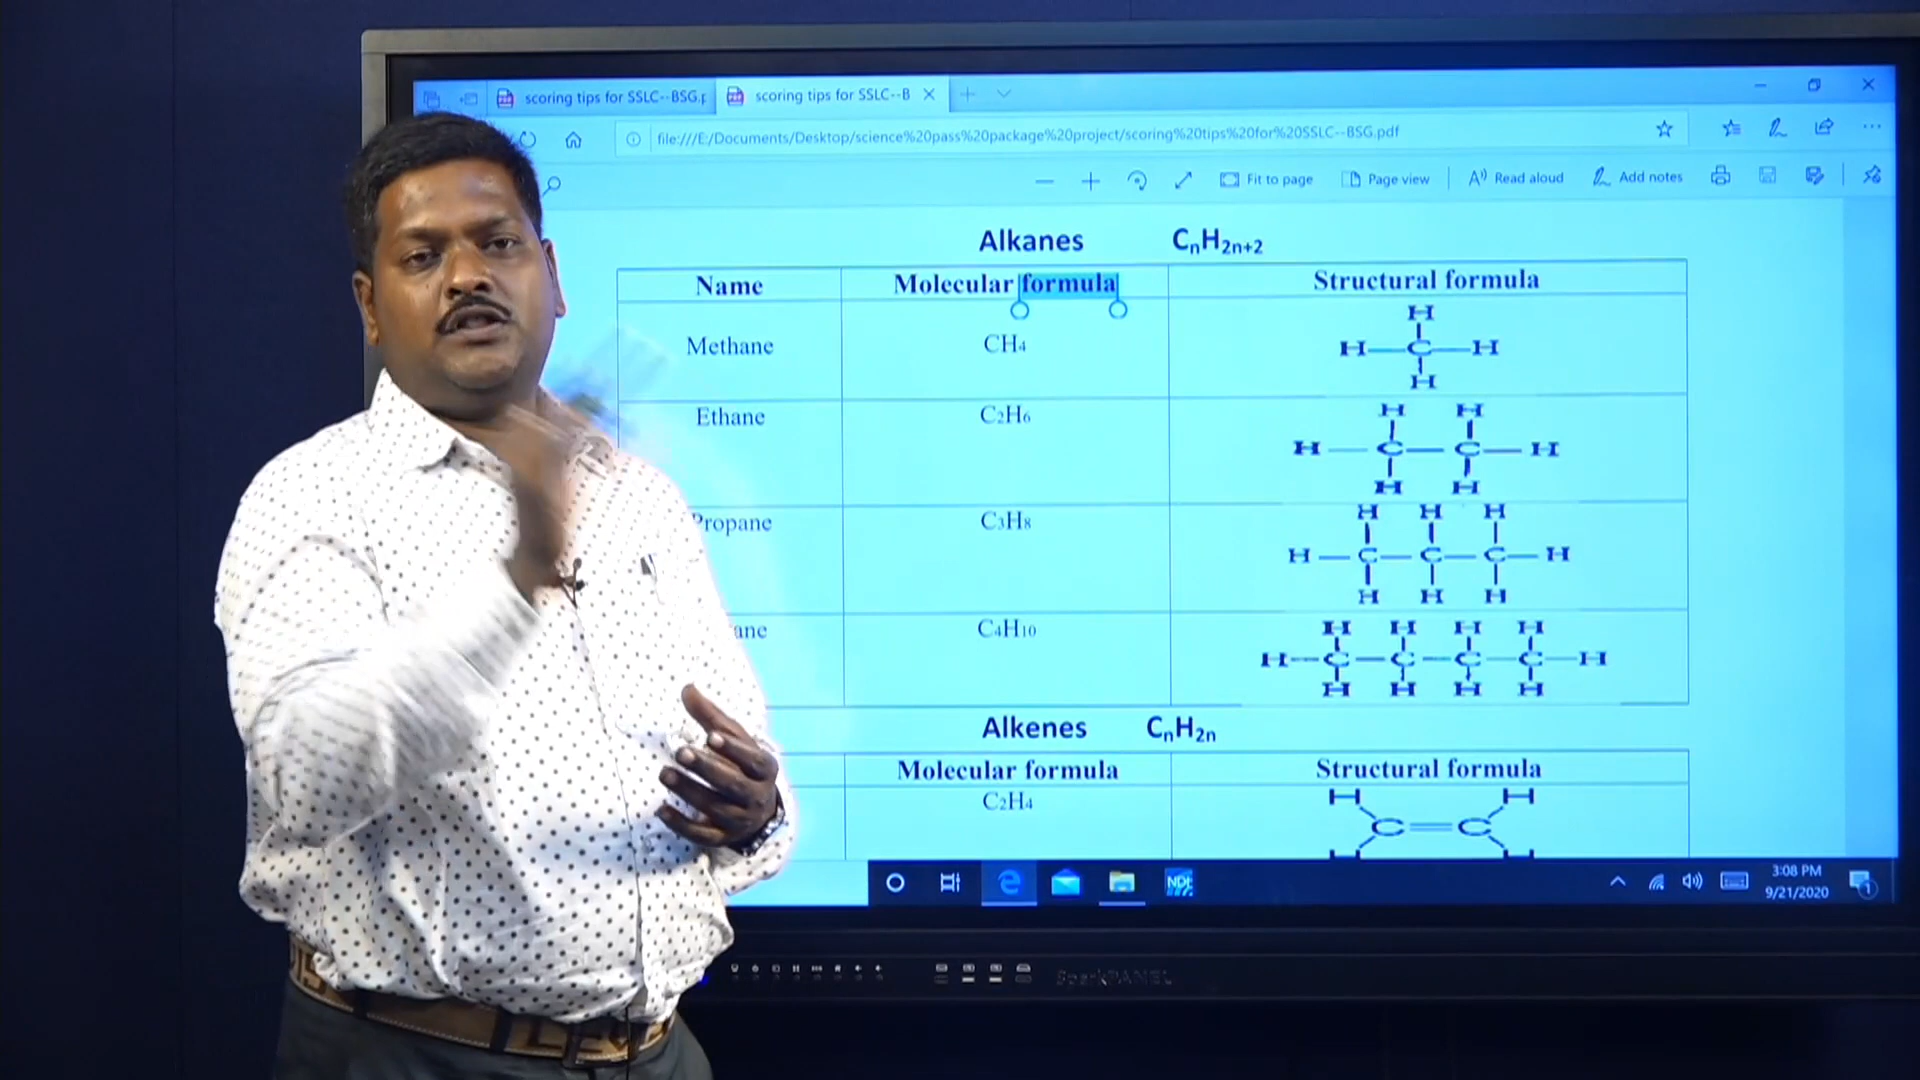 scoring tips for SSLC--BSG.p
scoring tips for SSLC--B
file:///E:/Documents/Desktop/science%20pass%20package%20project/scoring%20tips%20for%20SSLC--BSG.pdf
Fit to page
Page view
Read aloud
Add notes
Alkanes CnH2n+2
Name Molecular formula Structural formula
H
Methane CH4 H—C—H
H
Ethane C2H6
H H
H—C—C—H
H H
Propane C3H8
H H H
H—C—C—C—H
H H H
ane C4H10
H H H H
H—C—C—C—C—H
H H H H
Alkenes CnH2n
Molecular formula Structural formula
C2H4
H H
C=C
H H
3:08 PM
9/21/2020
1
SparkPANEL